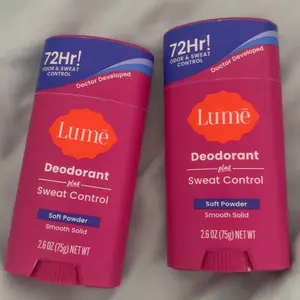 72Hr!
ODOR & SWEAT
CONTROL
Doctor Developed
Lumē
Deodorant
plus
Sweat Control
Soft Powder
Smooth Solid
2.6 OZ (75g) NET WT
72Hr!
ODOR & SWEAT
CONTROL
Doctor Developed
Lumē
Deodorant
plus
Sweat Control
Soft Powder
Smooth Solid
2.6 OZ (75g) NET WT